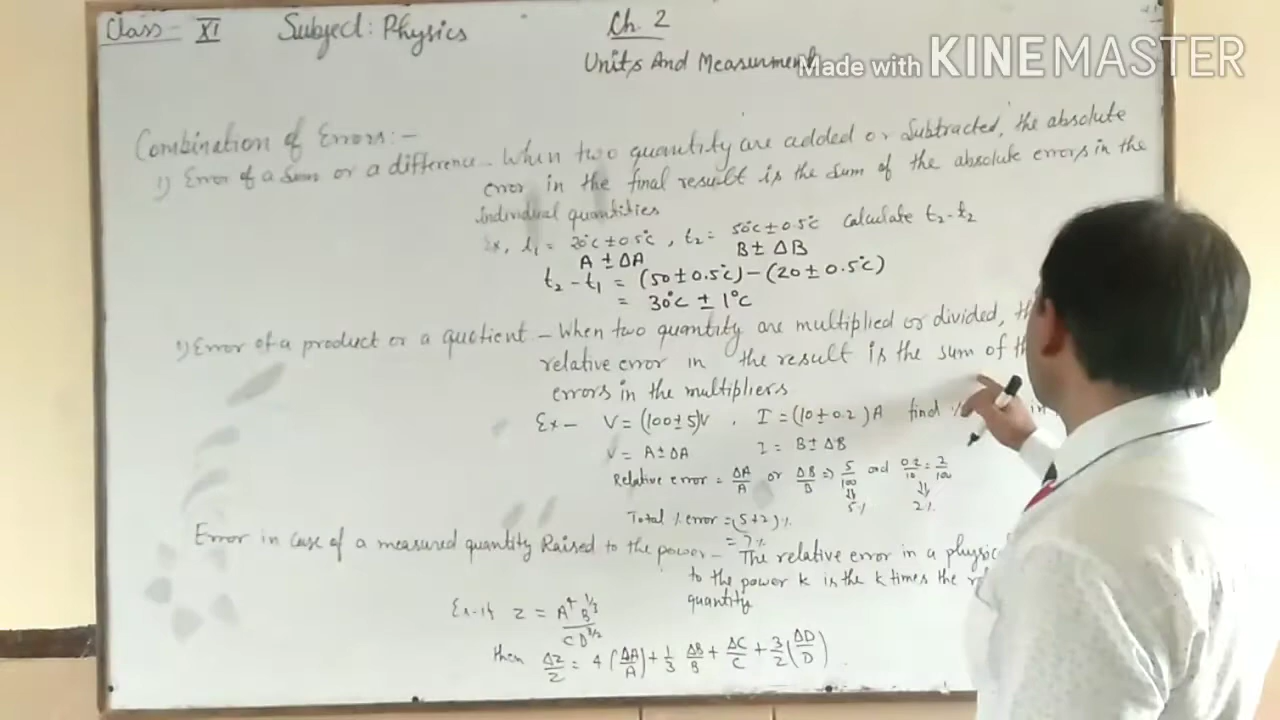 Class - XI Subject: Physics Ch. 2
Units And Measurment
Made with KINEMASTER
Combination of Errors:-
1) Error of a Sum or a difference - When two quantity are added or Subtracted, the absolute
error in the final result is the sum of the absolute errors in the
individual quantities
Ex, t₁ = 20°C ± 0.5°C , t₂ = 50°C ± 0.5°C Calculate t₂-t₂
A ± ΔA B ± ΔB
t₂ - t₁ = (50 ± 0.5°C) - (20 ± 0.5°C)
= 30°C ± 1°C
1) Error of a product or a quotient - When two quantity are multiplied or divided,
relative error in the result is the sum of
errors in the multipliers
Ex - V = (100 ± 5)V , I = (10 ± 0.2)A find in
V = A ± ΔA I = B ± ΔB
Relative error = ΔA/A or ΔB/B ⇒ 5/100 and 0.2/10 = 2/100
⇓ ⇓
5% 2%
Total % error = (5+2)%
= 7%
Error in case of a measured quantity Raised to the power - The relative error in a
to the power k is the k times the
quantity
Ex - If Z = A⁴B^1/3 / CD^3/2
then ΔZ/Z = 4(ΔA/A) + 1/3 ΔB/B + ΔC/C + 3/2(ΔD/D)